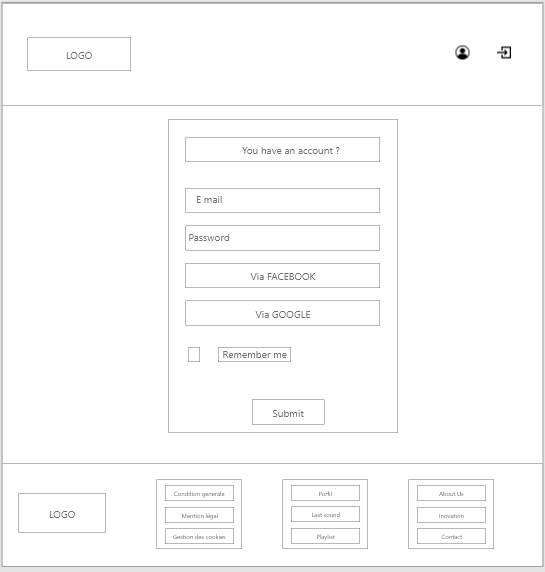 LOGO
You have an account ?
E mail
Password
Via FACEBOOK
Via GOOGLE
Remember me
Submit
LOGO
Condition generale
Mention légal
Gestion des cookies
Porfil
Last sound
Playlist
About Us
Inovation
Contact